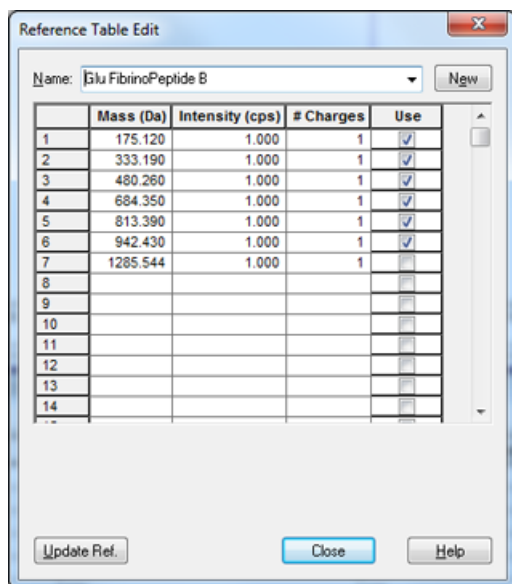 Reference Table Edit
Name: Glu FibrinoPeptide B New
Mass (Da) Intensity (cps) # Charges Use
1 175.120 1.000 1
2 333.190 1.000 1
3 480.260 1.000 1
4 684.350 1.000 1
5 813.390 1.000 1
6 942.430 1.000 1
7 1285.544 1.000 1
8
9
10
11
12
13
14
Update Ref. Close Help